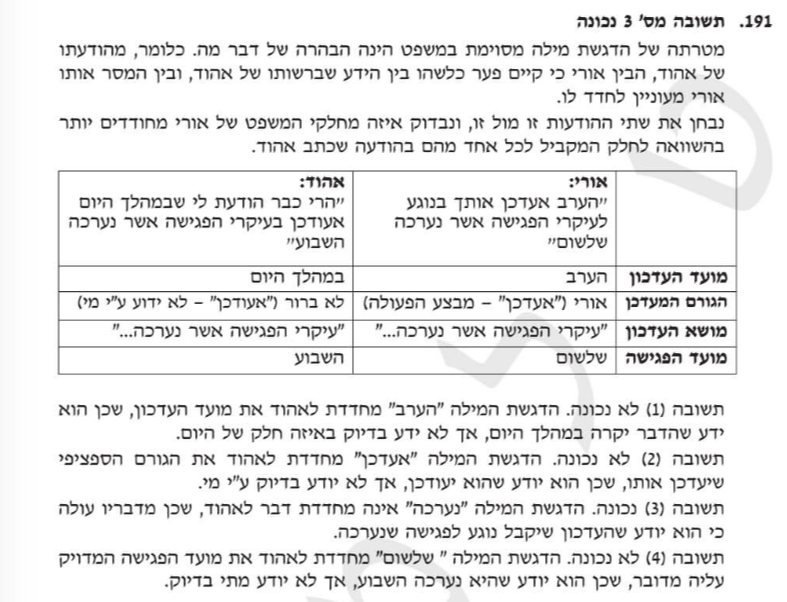 191. תשובה מס' 3 נכונה
מטרתה של הדגשת מילה מסוימת במשפט הינה הבהרה של דבר מה. כלומר, מהודעתו
של אהוד, הבין אורי כי קיים פער כלשהו בין הידע שברשותו של אהוד, ובין המסר אותו
אורי מעוניין לחדד לו.
נבחן את שתי ההודעות זו מול זו, ונבדוק איזה מחלקי המשפט של אורי מחודדים יותר
בהשוואה לחלק המקביל לכל אחד מהם בהודעה שכתב אהוד.
אורי: אהוד:
"הערב אעדכן אותך בנוגע "הרי כבר הודעת לי שבמהלך היום
לעיקרי הפגישה אשר נערכה אעודכן בעיקרי הפגישה אשר נערכה
שלשום" השבוע"
מועד העדכון הערב במהלך היום
הגורם המעדכן אורי ("אעדכן" – מבצע הפעולה) לא ברור ("אעודכן" – לא ידוע ע"י מי)
מושא העדכון "עיקרי הפגישה אשר נערכה..." "עיקרי הפגישה אשר נערכה..."
מועד הפגישה שלשום השבוע
תשובה (1) לא נכונה. הדגשת המילה "הערב" מחדדת לאהוד את מועד העדכון, שכן הוא
ידע שהדבר יקרה במהלך היום, אך לא ידע בדיוק באיזה חלק של היום.
תשובה (2) לא נכונה. הדגשת המילה "אעדכן" מחדדת לאהוד את הגורם הספציפי
שיעדכן אותו, שכן הוא יודע שהוא יעודכן, אך לא יודע בדיוק ע"י מי.
תשובה (3) נכונה. הדגשת המילה "נערכה" אינה מחדדת דבר לאהוד, שכן מדבריו עולה
כי הוא יודע שהעדכון שיקבל נוגע לפגישה שנערכה.
תשובה (4) לא נכונה. הדגשת המילה " שלשום" מחדדת לאהוד את מועד הפגישה המדויק
עליה מדובר, שכן הוא יודע שהיא נערכה השבוע, אך לא יודע מתי בדיוק.